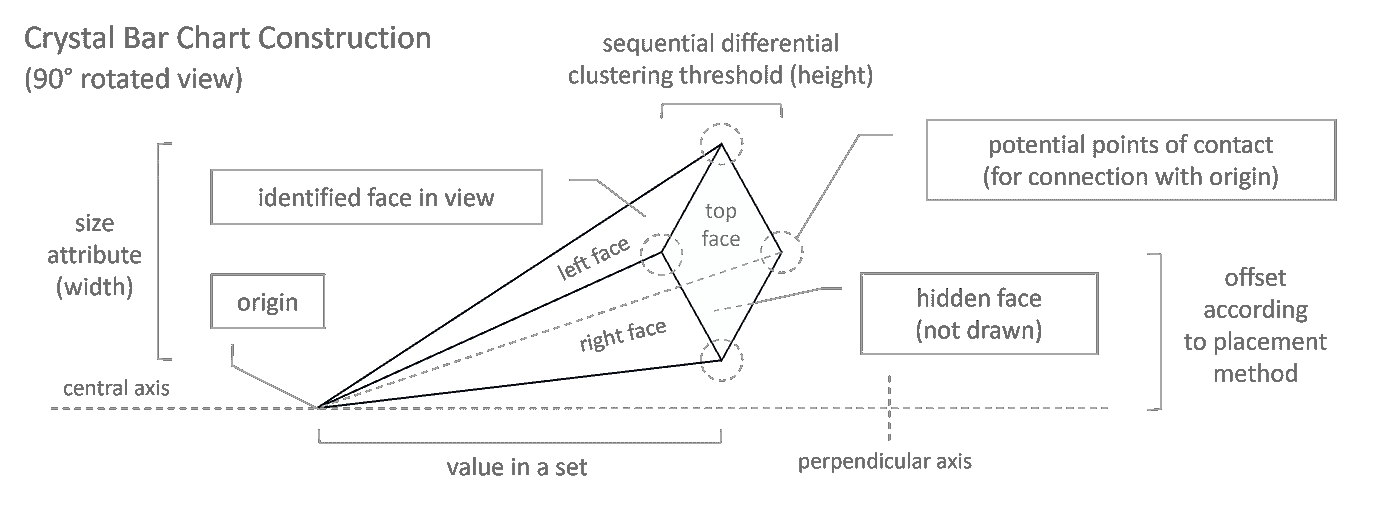 Crystal Bar Chart Construction
(90° rotated view)
sequential differential
clustering threshold (height)
potential points of contact
(for connection with origin)
identified face in view
size
attribute
(width)
top
face
left face
origin
hidden face
(not drawn)
offset
according
to placement
method
right face
central axis
value in a set
perpendicular axis